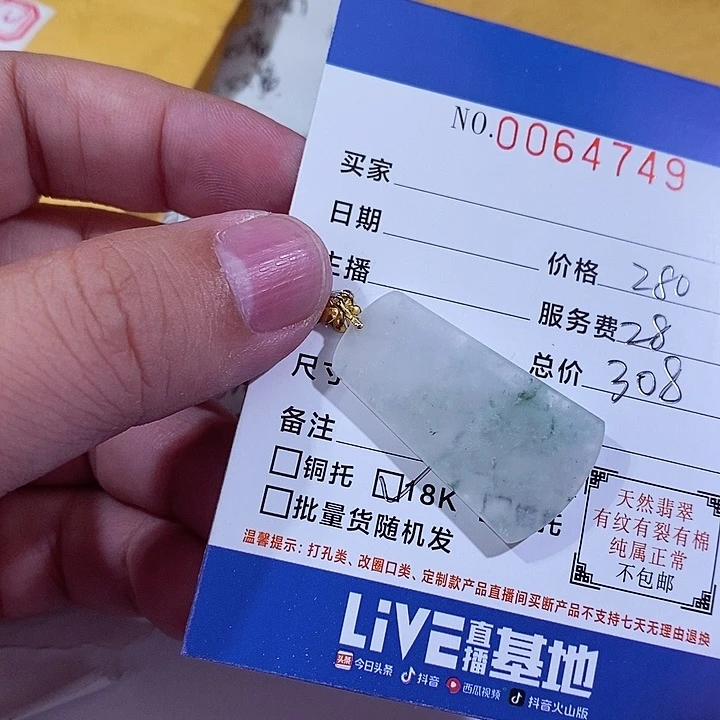 NO.0064749
买家
日期
主播
价格 280
服务费 28
尺寸
总价 308
备注
铜托 18K 托
批量货随机发
天然翡翠
有纹有裂有棉
纯属正常
不包邮
温馨提示：打孔类、改圈口类、定制款产品直播间买断产品不支持七天无理由退换
LiVE直播基地
头条 今日头条 抖音 西瓜视频 抖音火山版